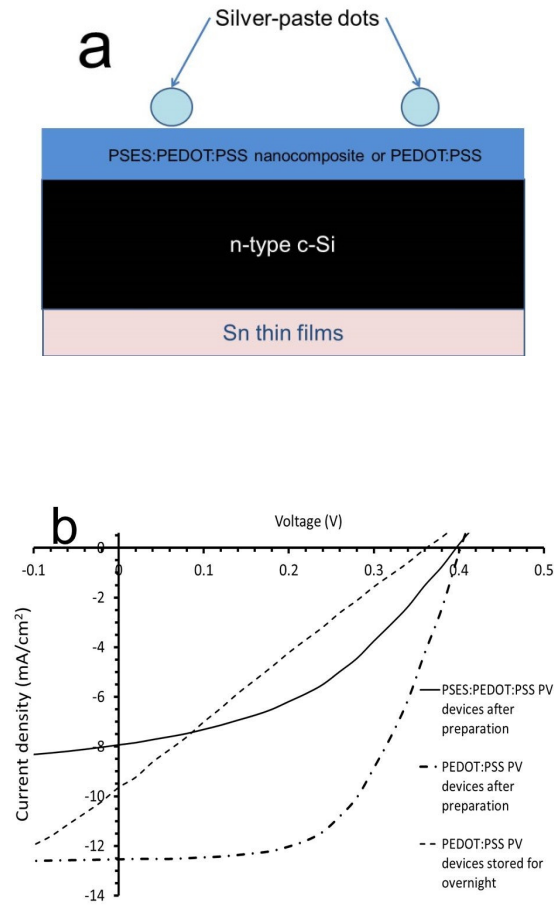 a
Silver-paste dots
PSES:PEDOT:PSS nanocomposite or PEDOT:PSS
n-type c-Si
Sn thin films
b
Voltage (V)
-0.1 0 0.1 0.2 0.3 0.4 0.5
Current density (mA/cm²)
0
-2
-4
-6
-8
-10
-12
-14
PSES:PEDOT:PSS PV
devices after
preparation
PEDOT:PSS PV
devices after
preparation
PEDOT:PSS PV
devices stored for
overnight